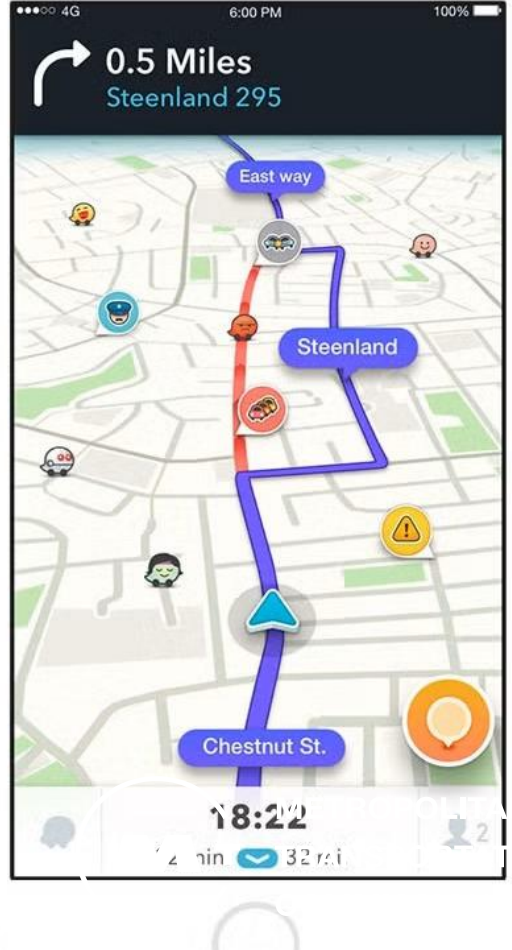 4G 6:00 PM 100%
0.5 Miles
Steenland 295
East way
Steenland
Chestnut St.
18:22
2
min